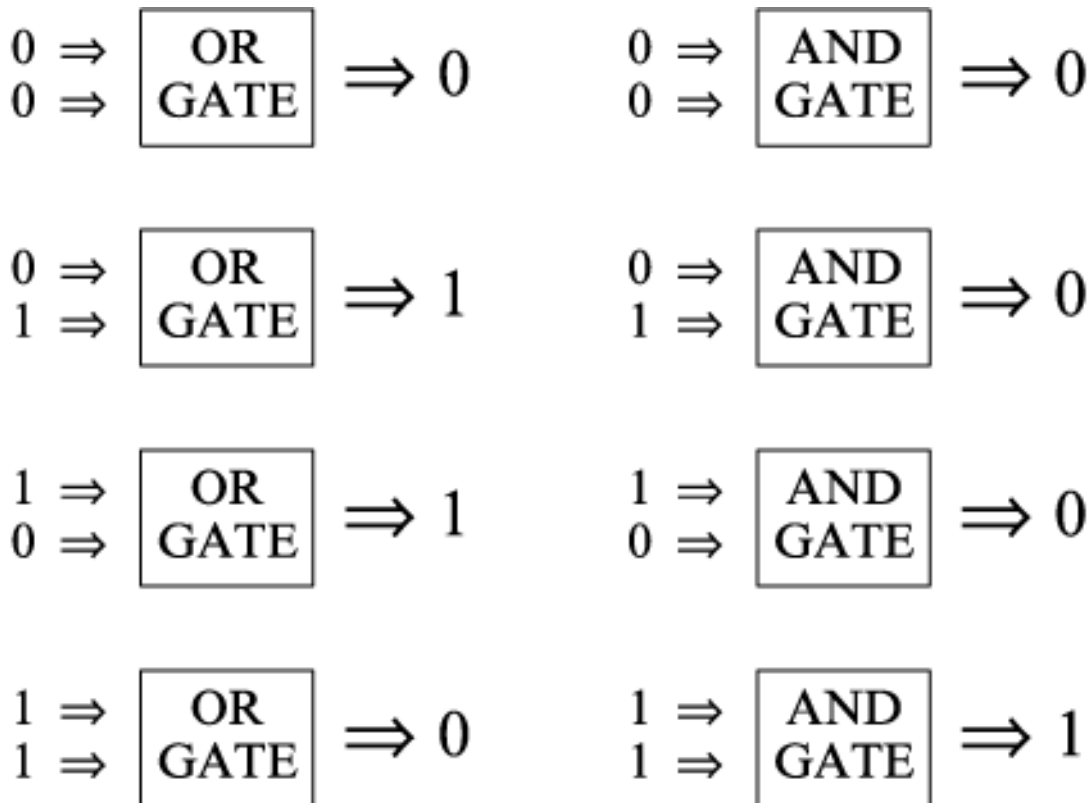 0 ⇒ OR ⇒ 0 0 ⇒ AND ⇒ 0
0 ⇒ GATE 0 ⇒ GATE
0 ⇒ OR ⇒ 1 0 ⇒ AND ⇒ 0
1 ⇒ GATE 1 ⇒ GATE
1 ⇒ OR ⇒ 1 1 ⇒ AND ⇒ 0
0 ⇒ GATE 0 ⇒ GATE
1 ⇒ OR ⇒ 0 1 ⇒ AND ⇒ 1
1 ⇒ GATE 1 ⇒ GATE